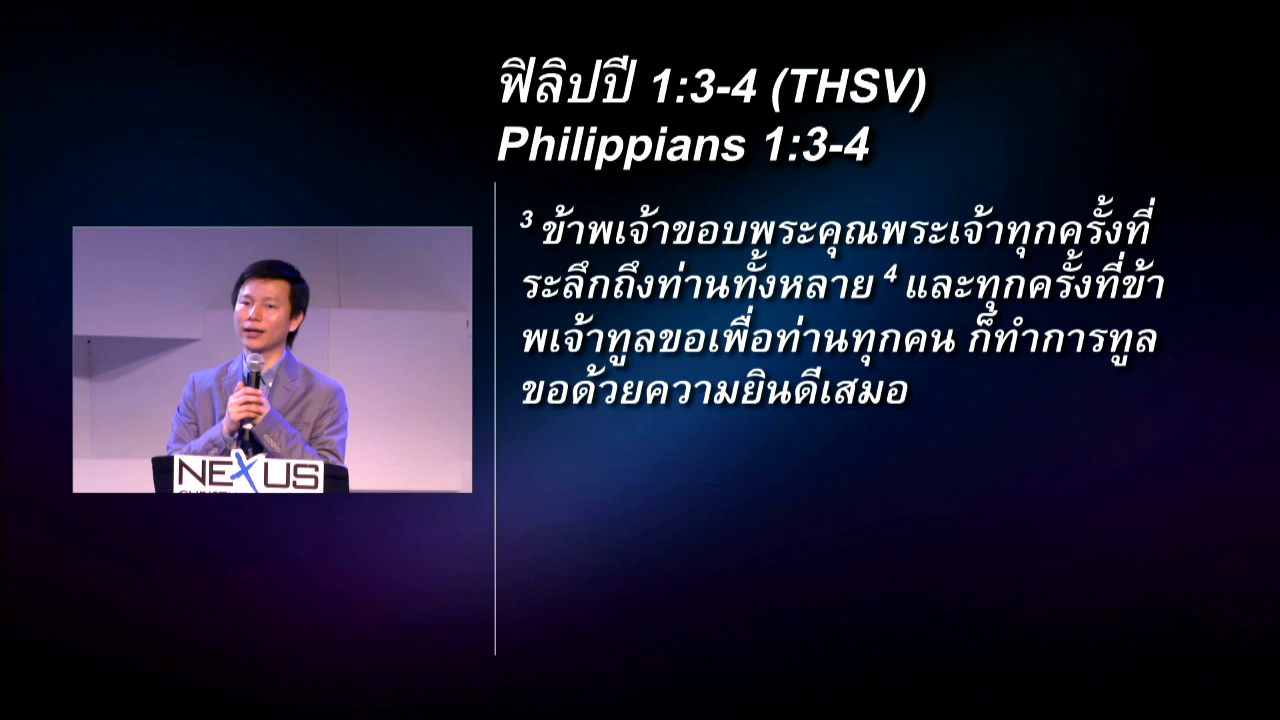 ฟิลิปปี 1:3-4 (THSV)
Philippians 1:3-4
³ ข้าพเจ้าขอบพระคุณพระเจ้าทุกครั้งที่
ระลึกถึงท่านทั้งหลาย ⁴ และทุกครั้งที่ข้า
พเจ้าทูลขอเพื่อท่านทุกคน ก็ทำการทูล
ขอด้วยความยินดีเสมอ
NEXUS